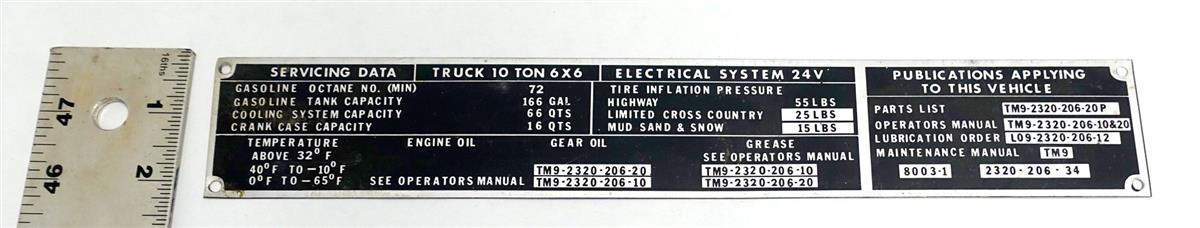 16ths
47
46
1
2
SERVICING DATA TRUCK 10 TON 6X6 ELECTRICAL SYSTEM 24V
GASOLINE OCTANE NO. (MIN) 72
GASOLINE TANK CAPACITY 166 GAL
COOLING SYSTEM CAPACITY 66 QTS
CRANK CASE CAPACITY 16 QTS
TIRE INFLATION PRESSURE
HIGHWAY 55 LBS
LIMITED CROSS COUNTRY 25 LBS
MUD SAND & SNOW 15 LBS
TEMPERATURE ENGINE OIL GEAR OIL GREASE
ABOVE 32° F SEE OPERATORS MANUAL
40°F TO -10°F TM9-2320-206-20 TM9-2320-206-10
0°F TO -65°F SEE OPERATORS MANUAL TM9-2320-206-10 TM9-2320-206-20
PUBLICATIONS APPLYING
TO THIS VEHICLE
PARTS LIST TM9-2320-206-20P
OPERATORS MANUAL TM9-2320-206-10&20
LUBRICATION ORDER LO9-2320-206-12
MAINTENANCE MANUAL TM9
8003-1 2320-206-34